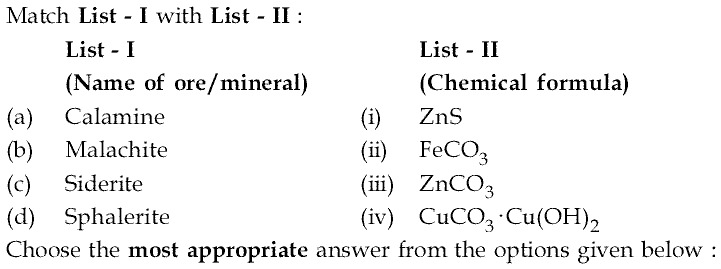 Match List - I with List - II :
List - I List - II
(Name of ore/mineral) (Chemical formula)
(a) Calamine (i) ZnS
(b) Malachite (ii) FeCO₃
(c) Siderite (iii) ZnCO₃
(d) Sphalerite (iv) CuCO₃·Cu(OH)₂
Choose the most appropriate answer from the options given below :